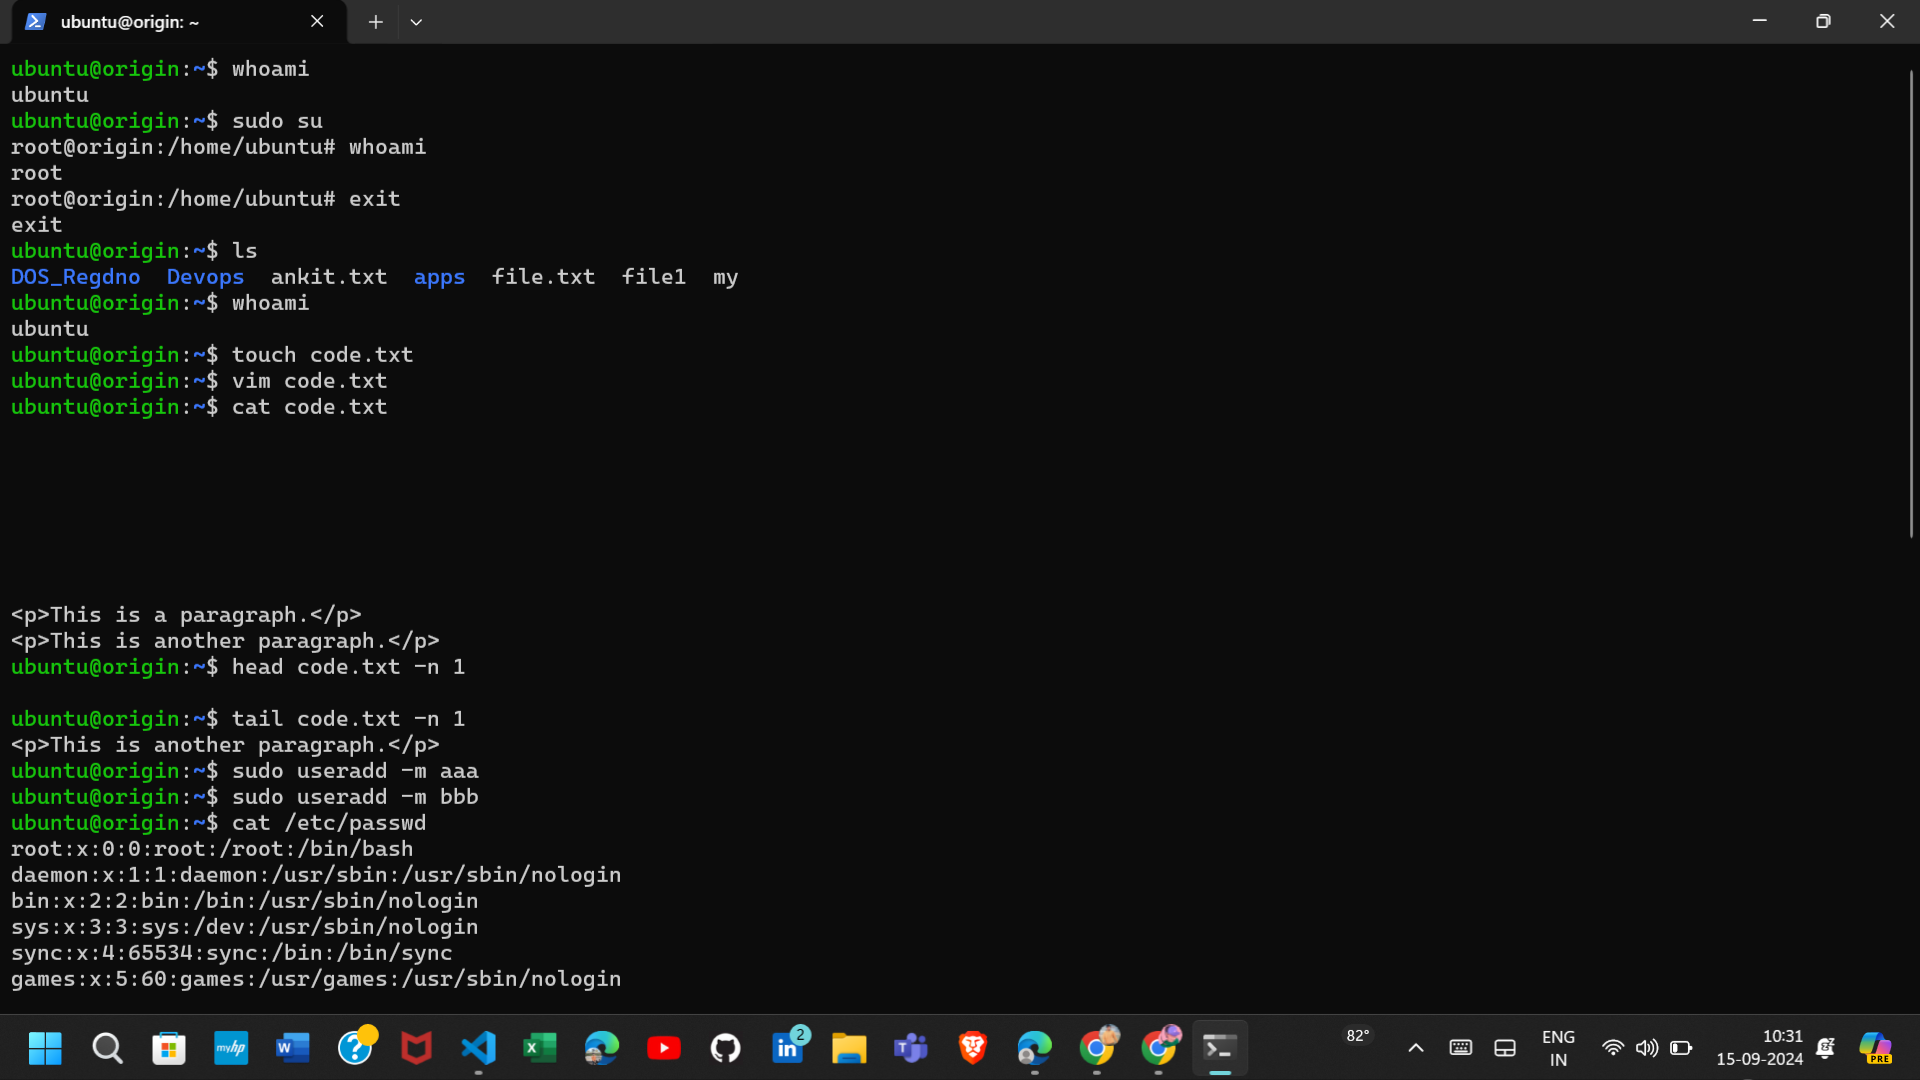 ubuntu@origin: ~
ubuntu@origin:~$ whoami
ubuntu
ubuntu@origin:~$ sudo su
root@origin:/home/ubuntu# whoami
root
root@origin:/home/ubuntu# exit
exit
ubuntu@origin:~$ ls
DOS_Regdno  Devops  ankit.txt  apps  file.txt  file1  my
ubuntu@origin:~$ whoami
ubuntu
ubuntu@origin:~$ touch code.txt
ubuntu@origin:~$ vim code.txt
ubuntu@origin:~$ cat code.txt
<p>This is a paragraph.</p>
<p>This is another paragraph.</p>
ubuntu@origin:~$ head code.txt -n 1
ubuntu@origin:~$ tail code.txt -n 1
<p>This is another paragraph.</p>
ubuntu@origin:~$ sudo useradd -m aaa
ubuntu@origin:~$ sudo useradd -m bbb
ubuntu@origin:~$ cat /etc/passwd
root:x:0:0:root:/root:/bin/bash
daemon:x:1:1:daemon:/usr/sbin:/usr/sbin/nologin
bin:x:2:2:bin:/bin:/usr/sbin/nologin
sys:x:3:3:sys:/dev:/usr/sbin/nologin
sync:x:4:65534:sync:/bin:/bin/sync
games:x:5:60:games:/usr/games:/usr/sbin/nologin
myhp
W
?
X
in
2
T
82°
ENG
IN
10:31
15-09-2024
PRE